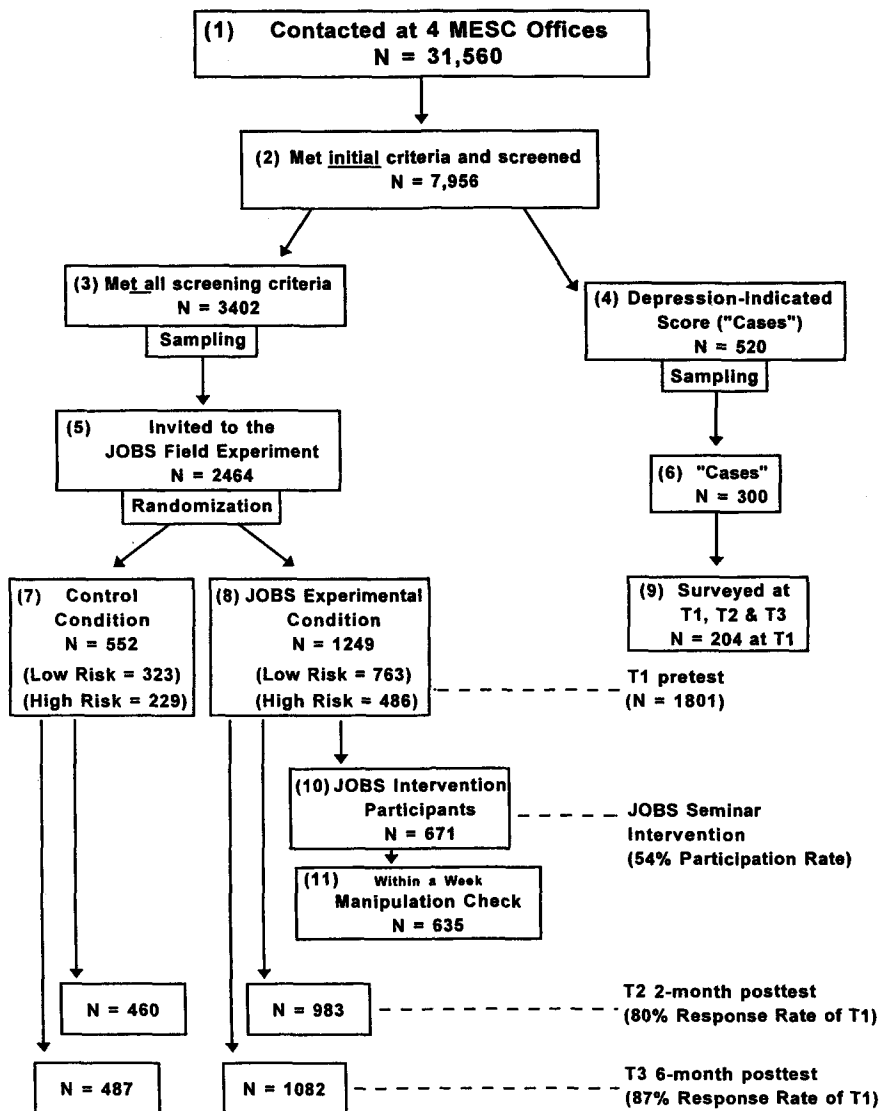 (1) Contacted at 4 MESC Offices
N = 31,560
(2) Met initial criteria and screened
N = 7,956
(3) Met all screening criteria
N = 3402
Sampling
(4) Depression-Indicated
Score ("Cases")
N = 520
Sampling
(5) Invited to the
JOBS Field Experiment
N = 2464
Randomization
(6) "Cases"
N = 300
(7) Control
Condition
N = 552
(Low Risk = 323)
(High Risk = 229)
(8) JOBS Experimental
Condition
N = 1249
(Low Risk = 763)
(High Risk = 486)
(9) Surveyed at
T1, T2 & T3
N = 204 at T1
T1 pretest
(N = 1801)
(10) JOBS Intervention
Participants
N = 671
JOBS Seminar
Intervention
(54% Participation Rate)
(11) Within a Week
Manipulation Check
N = 635
N = 460
N = 983
T2 2-month posttest
(80% Response Rate of T1)
N = 487
N = 1082
T3 6-month posttest
(87% Response Rate of T1)